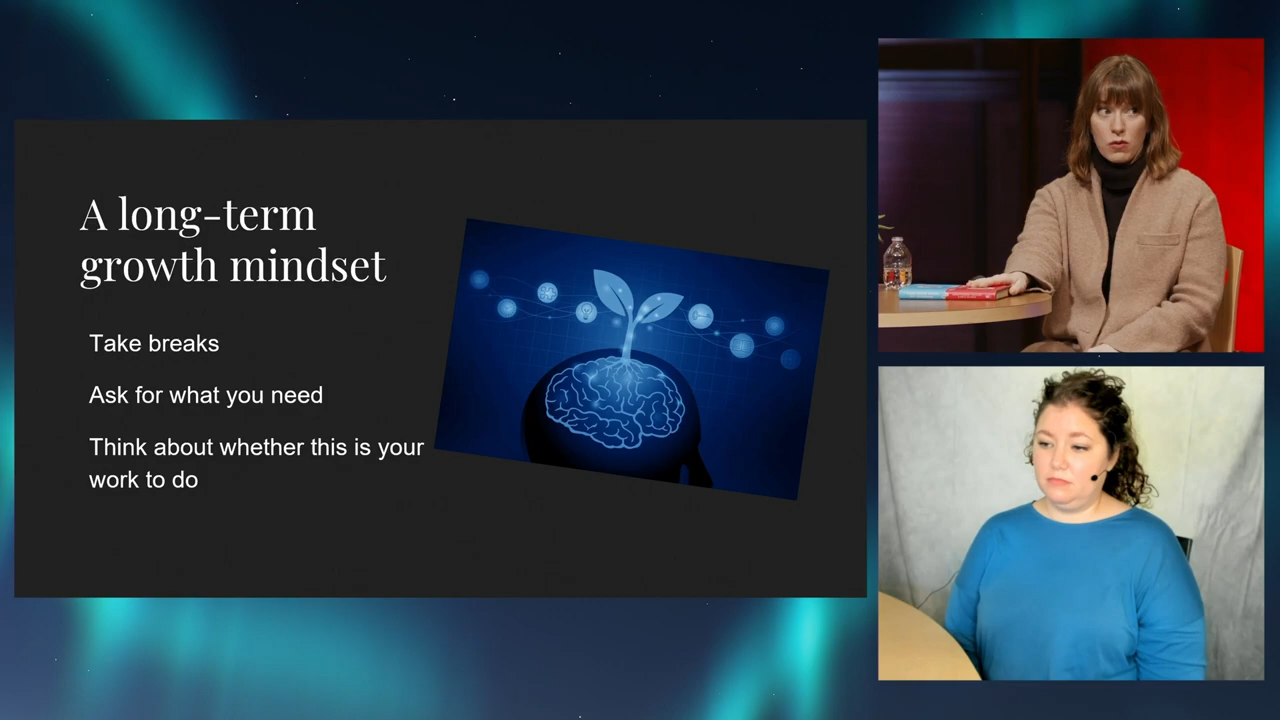 A long-term
growth mindset
Take breaks
Ask for what you need
Think about whether this is your
work to do